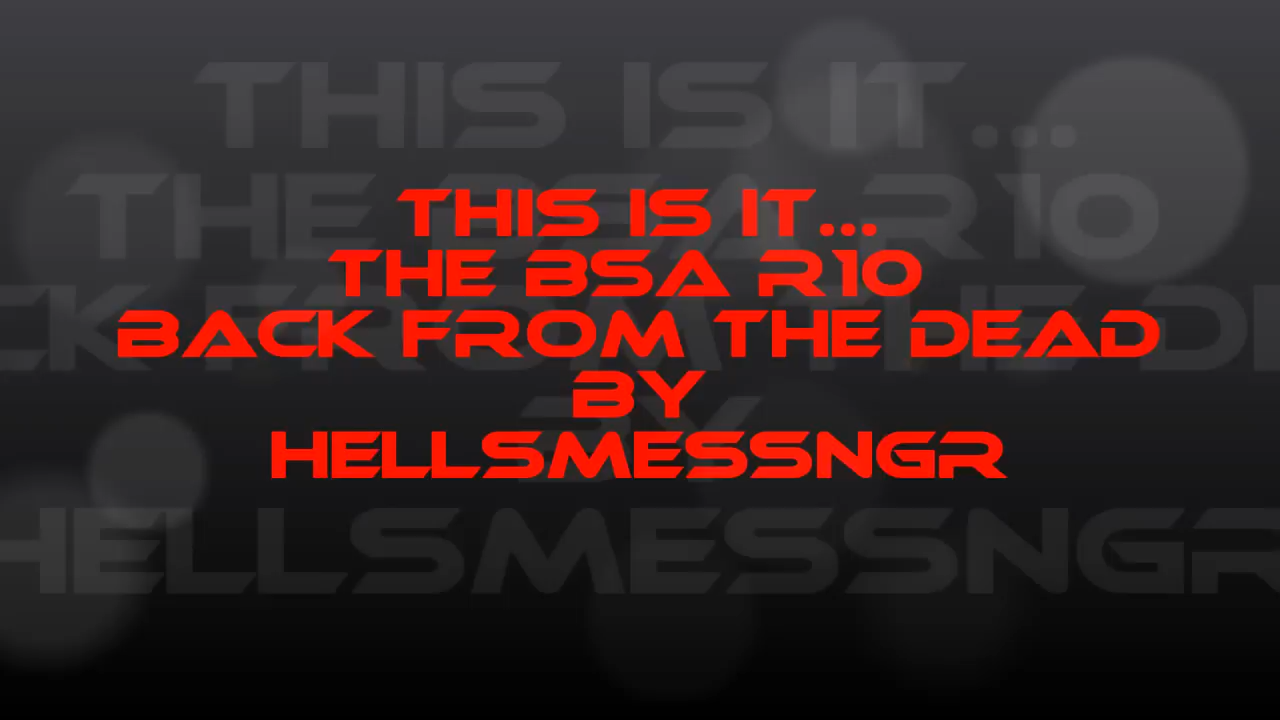 THIS IS IT...
THE BSA R10
BACK FROM THE DEAD
BY
HELLSMESSNGR